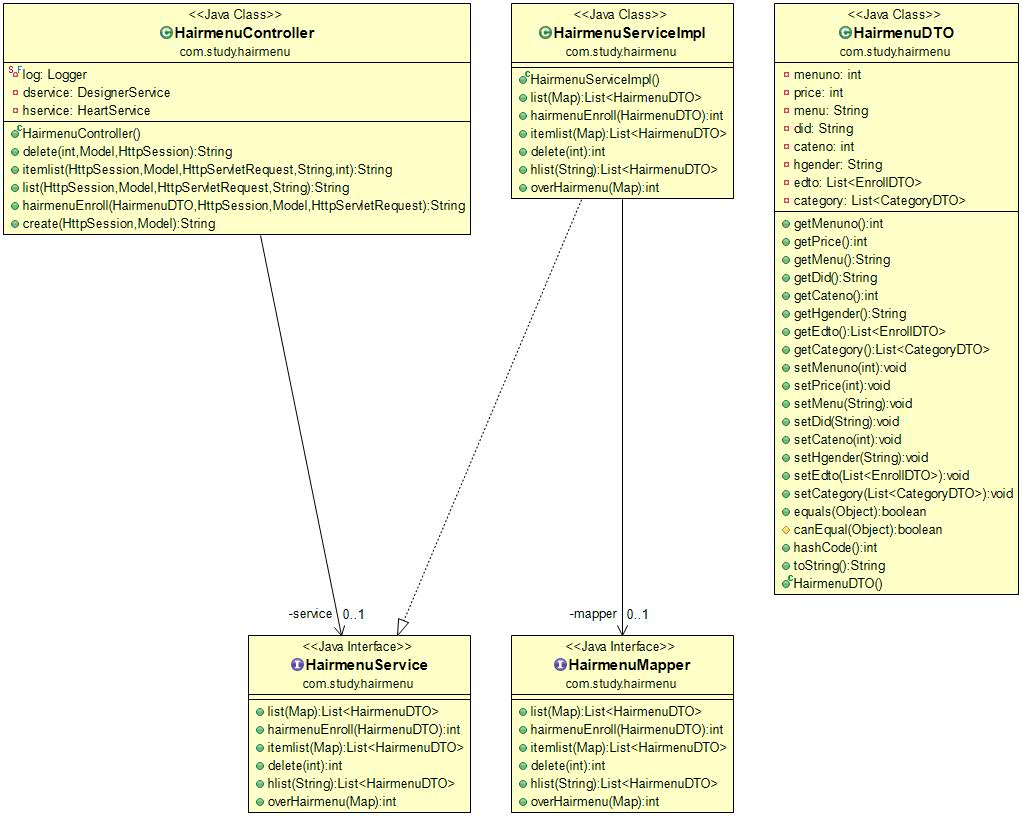 <<Java Class>>
HairmenuController
com.study.hairmenu
log: Logger
dservice: DesignerService
hservice: HeartService
HairmenuController()
delete(int,Model,HttpSession):String
itemlist(HttpSession,Model,HttpServletRequest,String,int):String
list(HttpSession,Model,HttpServletRequest,String):String
hairmenuEnroll(HairmenuDTO,HttpSession,Model,HttpServletRequest):String
create(HttpSession,Model):String
<<Java Class>>
HairmenuServiceImpl
com.study.hairmenu
HairmenuServiceImpl()
list(Map):List<HairmenuDTO>
hairmenuEnroll(HairmenuDTO):int
itemlist(Map):List<HairmenuDTO>
delete(int):int
hlist(String):List<HairmenuDTO>
overHairmenu(Map):int
<<Java Class>>
HairmenuDTO
com.study.hairmenu
menuno: int
price: int
menu: String
did: String
cateno: int
hgender: String
edto: List<EnrollDTO>
category: List<CategoryDTO>
getMenuno():int
getPrice():int
getMenu():String
getDid():String
getCateno():int
getHgender():String
getEdto():List<EnrollDTO>
getCategory():List<CategoryDTO>
setMenuno(int):void
setPrice(int):void
setMenu(String):void
setDid(String):void
setCateno(int):void
setHgender(String):void
setEdto(List<EnrollDTO>):void
setCategory(List<CategoryDTO>):void
equals(Object):boolean
canEqual(Object):boolean
hashCode():int
toString():String
HairmenuDTO()
-service 0..1
-mapper 0..1
<<Java Interface>>
HairmenuService
com.study.hairmenu
list(Map):List<HairmenuDTO>
hairmenuEnroll(HairmenuDTO):int
itemlist(Map):List<HairmenuDTO>
delete(int):int
hlist(String):List<HairmenuDTO>
overHairmenu(Map):int
<<Java Interface>>
HairmenuMapper
com.study.hairmenu
list(Map):List<HairmenuDTO>
hairmenuEnroll(HairmenuDTO):int
itemlist(Map):List<HairmenuDTO>
delete(int):int
hlist(String):List<HairmenuDTO>
overHairmenu(Map):int